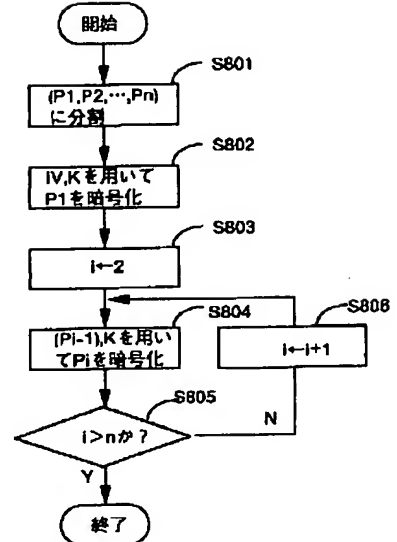 開始
S801
(P1,P2,…,Pn)
に分割
S802
IV,Kを用いて
P1を暗号化
S803
i←2
S804
(Pi-1),Kを用い
てPiを暗号化
S806
i←i+1
S805
i>nか?
N
Y
終了